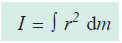 I = ∫ r² dm